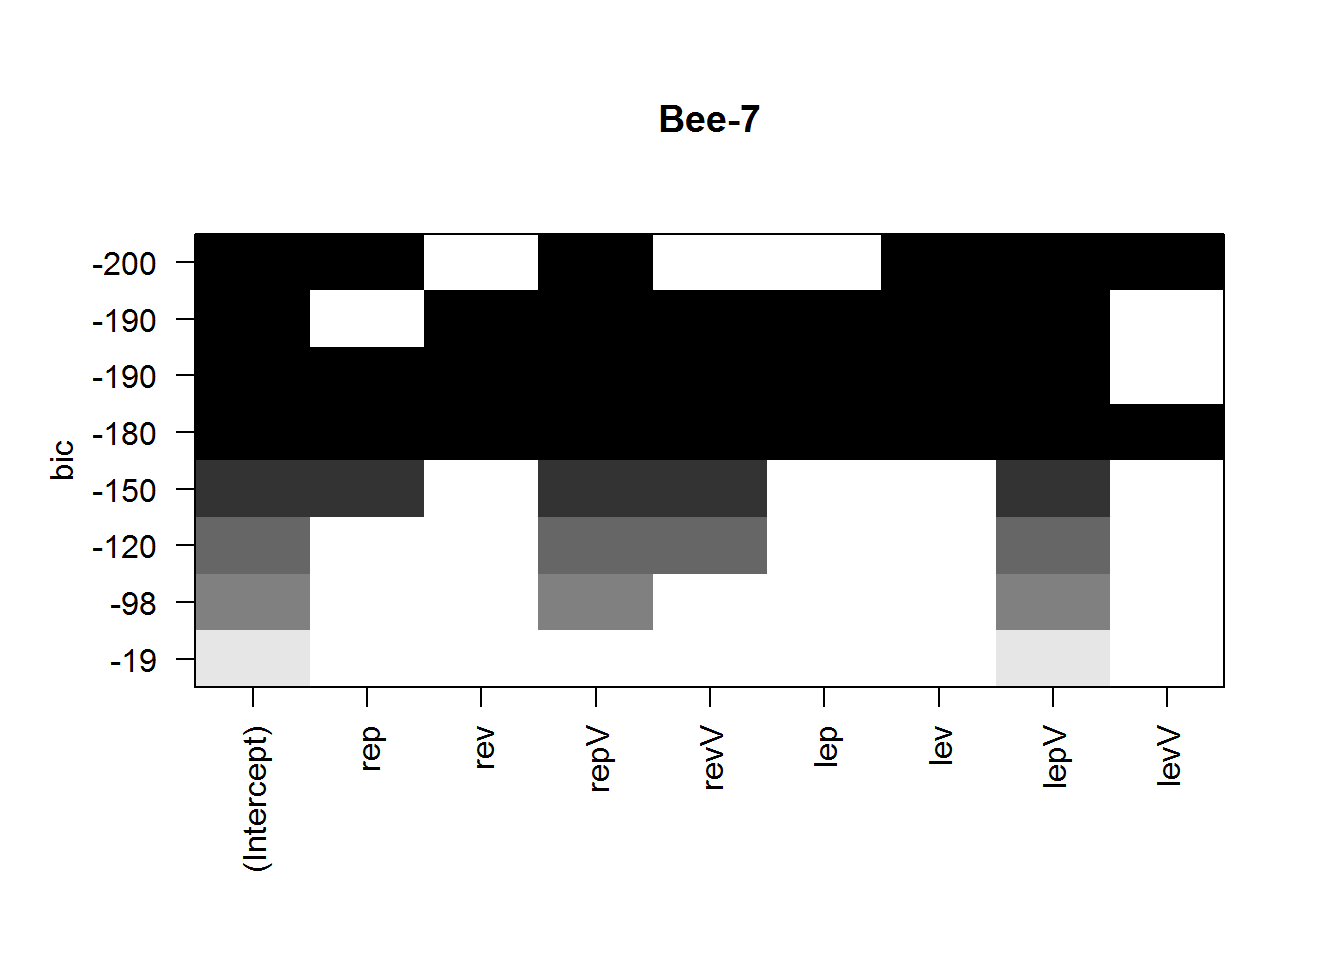 Bee-7
bic
-200
-190
-190
-180
-150
-120
-98
-19
(Intercept)
rep
rev
repV
revV
lep
lev
lepV
levV